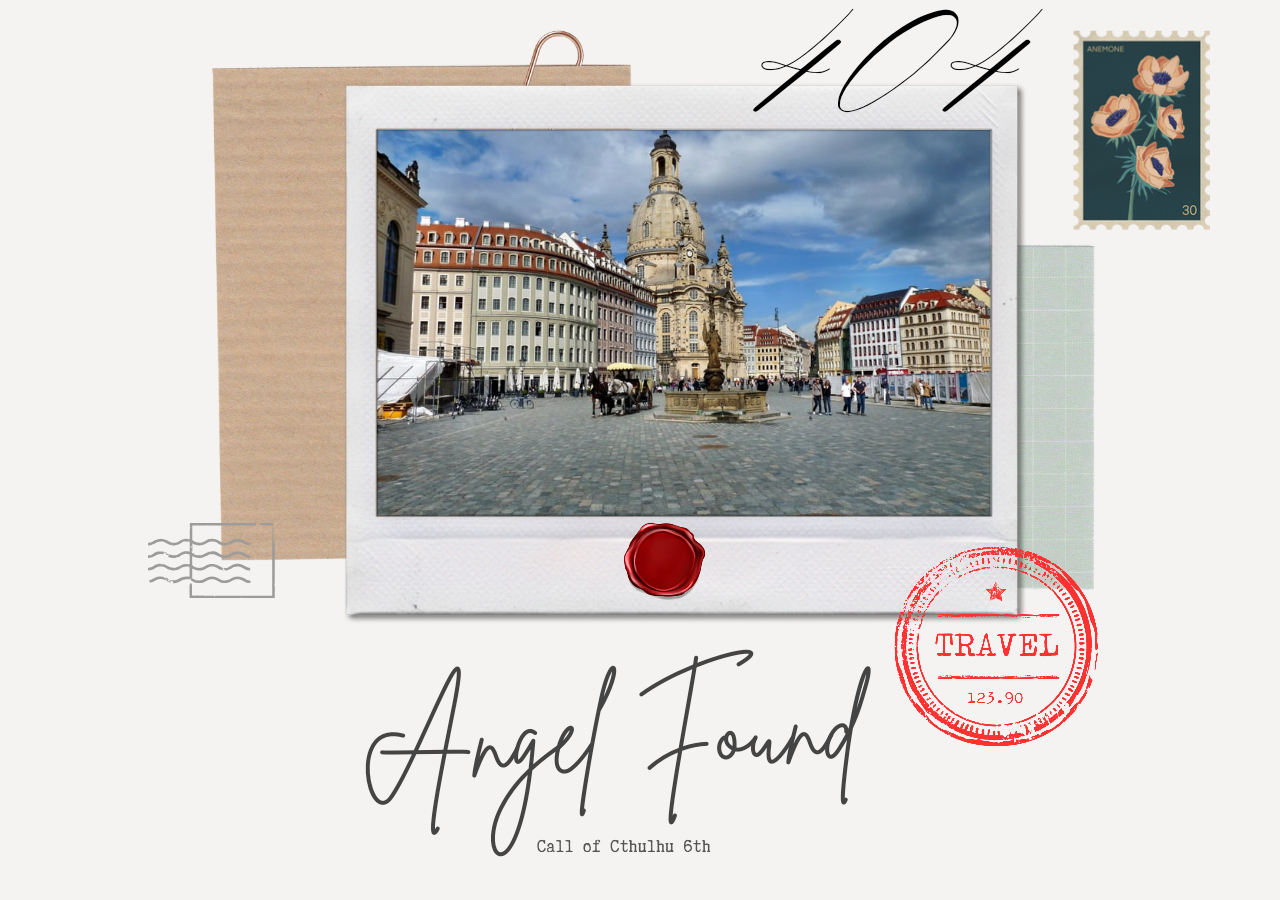 404
ANEMONE
30
TRAVEL
123.90
Angel Found
Call of Cthulhu 6th